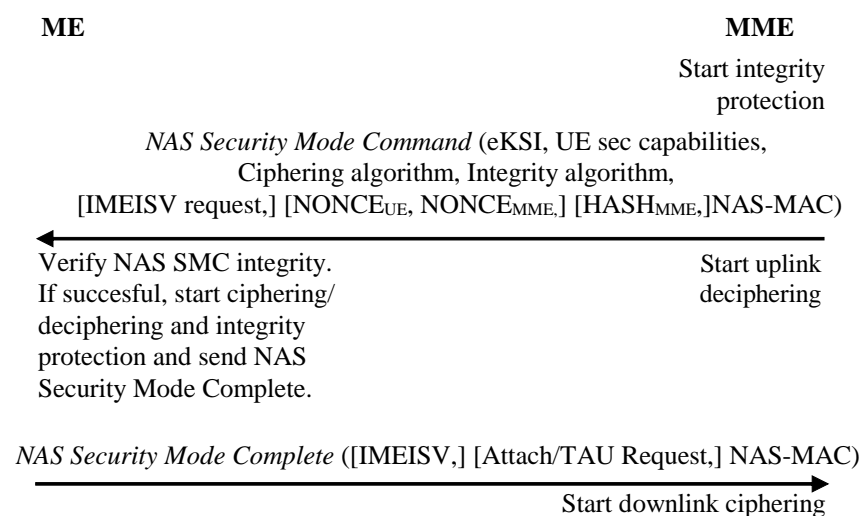 ME
MME
Start integrity
protection
NAS Security Mode Command (eKSI, UE sec capabilities,
Ciphering algorithm, Integrity algorithm,
[IMEISV request,] [NONCEUE, NONCEMME,] [HASHMME,]NAS-MAC)
Verify NAS SMC integrity.
If succesful, start ciphering/
deciphering and integrity
protection and send NAS
Security Mode Complete.
Start uplink
deciphering
NAS Security Mode Complete ([IMEISV,] [Attach/TAU Request,] NAS-MAC)
Start downlink ciphering